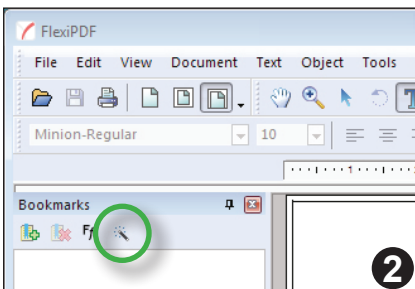 FlexiPDF
File Edit View Document Text Object Tools
Minion-Regular 10
1
Bookmarks
2